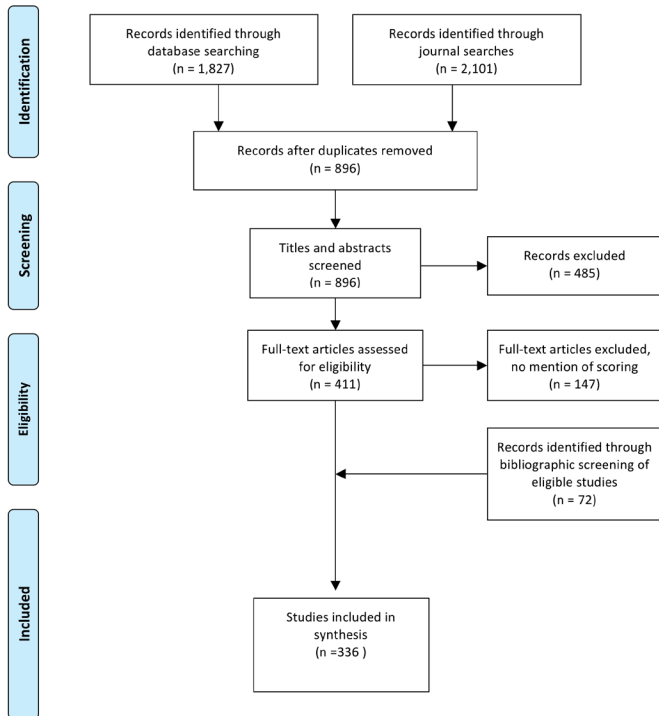 Identification
Records identified through
database searching
(n = 1,827)
Records identified through
journal searches
(n = 2,101)
Records after duplicates removed
(n = 896)
Screening
Titles and abstracts
screened
(n = 896)
Records excluded
(n = 485)
Eligibility
Full-text articles assessed
for eligibility
(n = 411)
Full-text articles excluded,
no mention of scoring
(n = 147)
Records identified through
bibliographic screening of
eligible studies
(n = 72)
Included
Studies included in
synthesis
(n =336 )